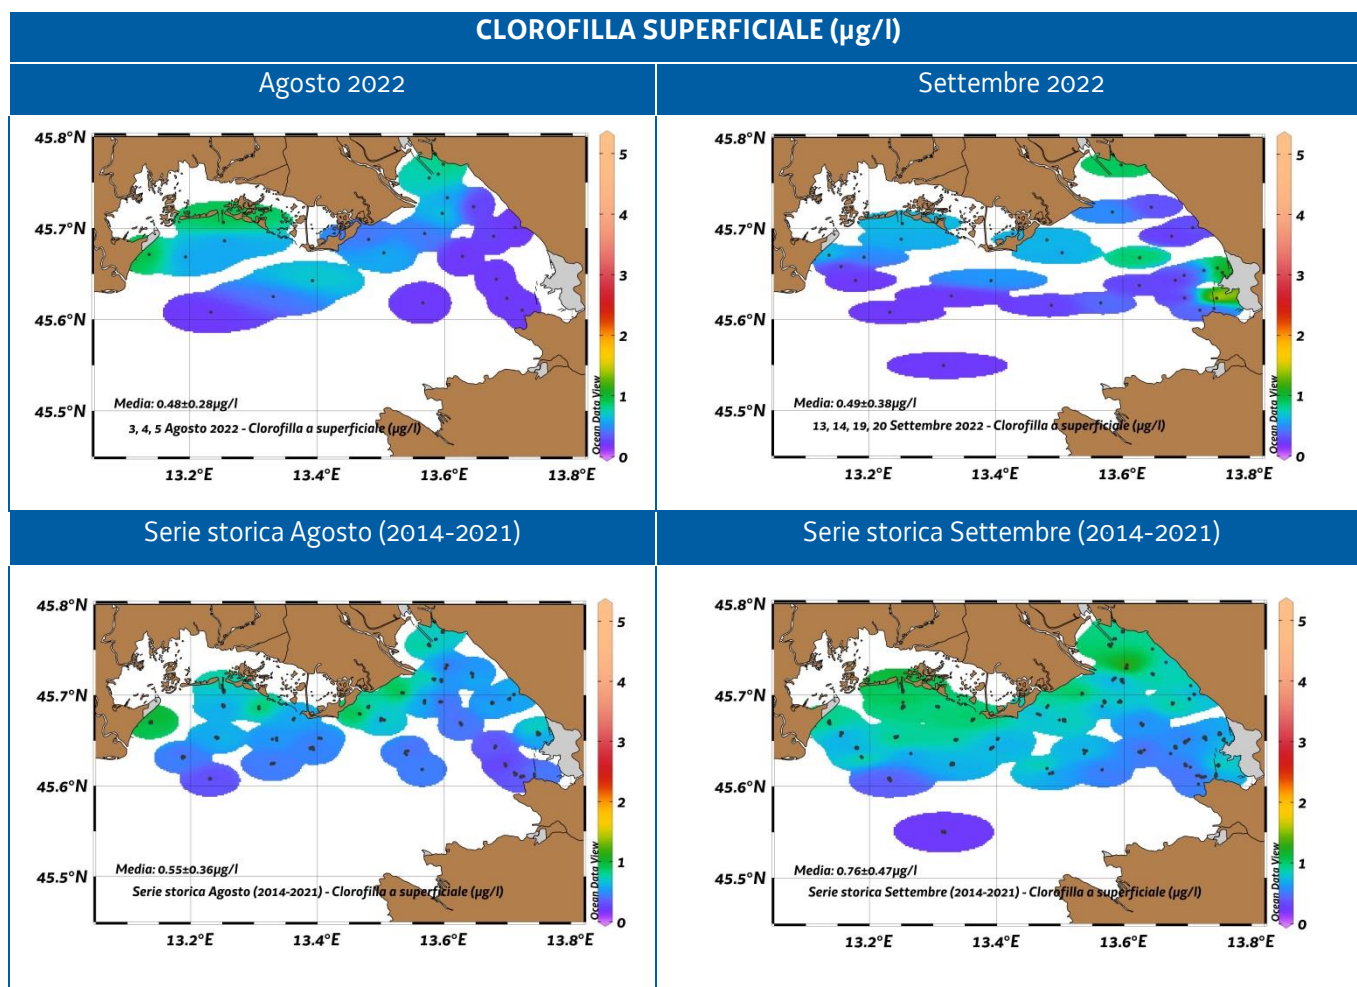 CLOROFILLA SUPERFICIALE (µg/l)
Agosto 2022
Settembre 2022
45.8°N
45.7°N
45.6°N
45.5°N
13.2°E
13.4°E
13.6°E
13.8°E
5
4
3
2
1
0
Ocean Data View
Media: 0.48±0.28µg/l
3, 4, 5 Agosto 2022 - Clorofilla a superficiale (µg/l)
45.8°N
45.7°N
45.6°N
45.5°N
13.2°E
13.4°E
13.6°E
13.8°E
5
4
3
2
1
0
Ocean Data View
Media: 0.49±0.38µg/l
13, 14, 19, 20 Settembre 2022 - Clorofilla a superficiale (µg/l)
Serie storica Agosto (2014-2021)
Serie storica Settembre (2014-2021)
45.8°N
45.7°N
45.6°N
45.5°N
13.2°E
13.4°E
13.6°E
13.8°E
5
4
3
2
1
0
Ocean Data View
Media: 0.55±0.36µg/l
Serie storica Agosto (2014-2021) - Clorofilla a superficiale (µg/l)
45.8°N
45.7°N
45.6°N
45.5°N
13.2°E
13.4°E
13.6°E
13.8°E
5
4
3
2
1
0
Ocean Data View
Media: 0.76±0.47µg/l
Serie storica Settembre (2014-2021) - Clorofilla a superficiale (µg/l)